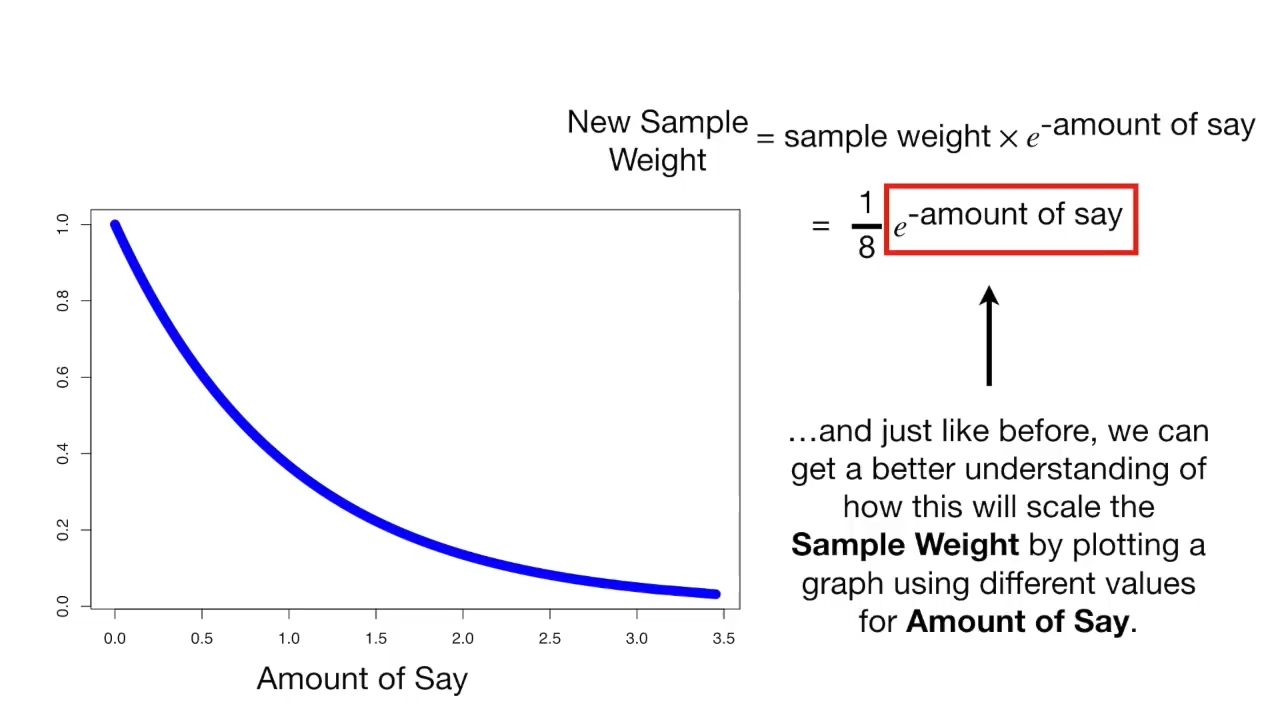 New Sample
Weight
= sample weight × e-amount of say
= 1
8
e-amount of say
1.0
0.8
0.6
0.4
0.2
0.0
0.0 0.5 1.0 1.5 2.0 2.5 3.0 3.5
Amount of Say
…and just like before, we can
get a better understanding of
how this will scale the
Sample Weight by plotting a
graph using different values
for Amount of Say.